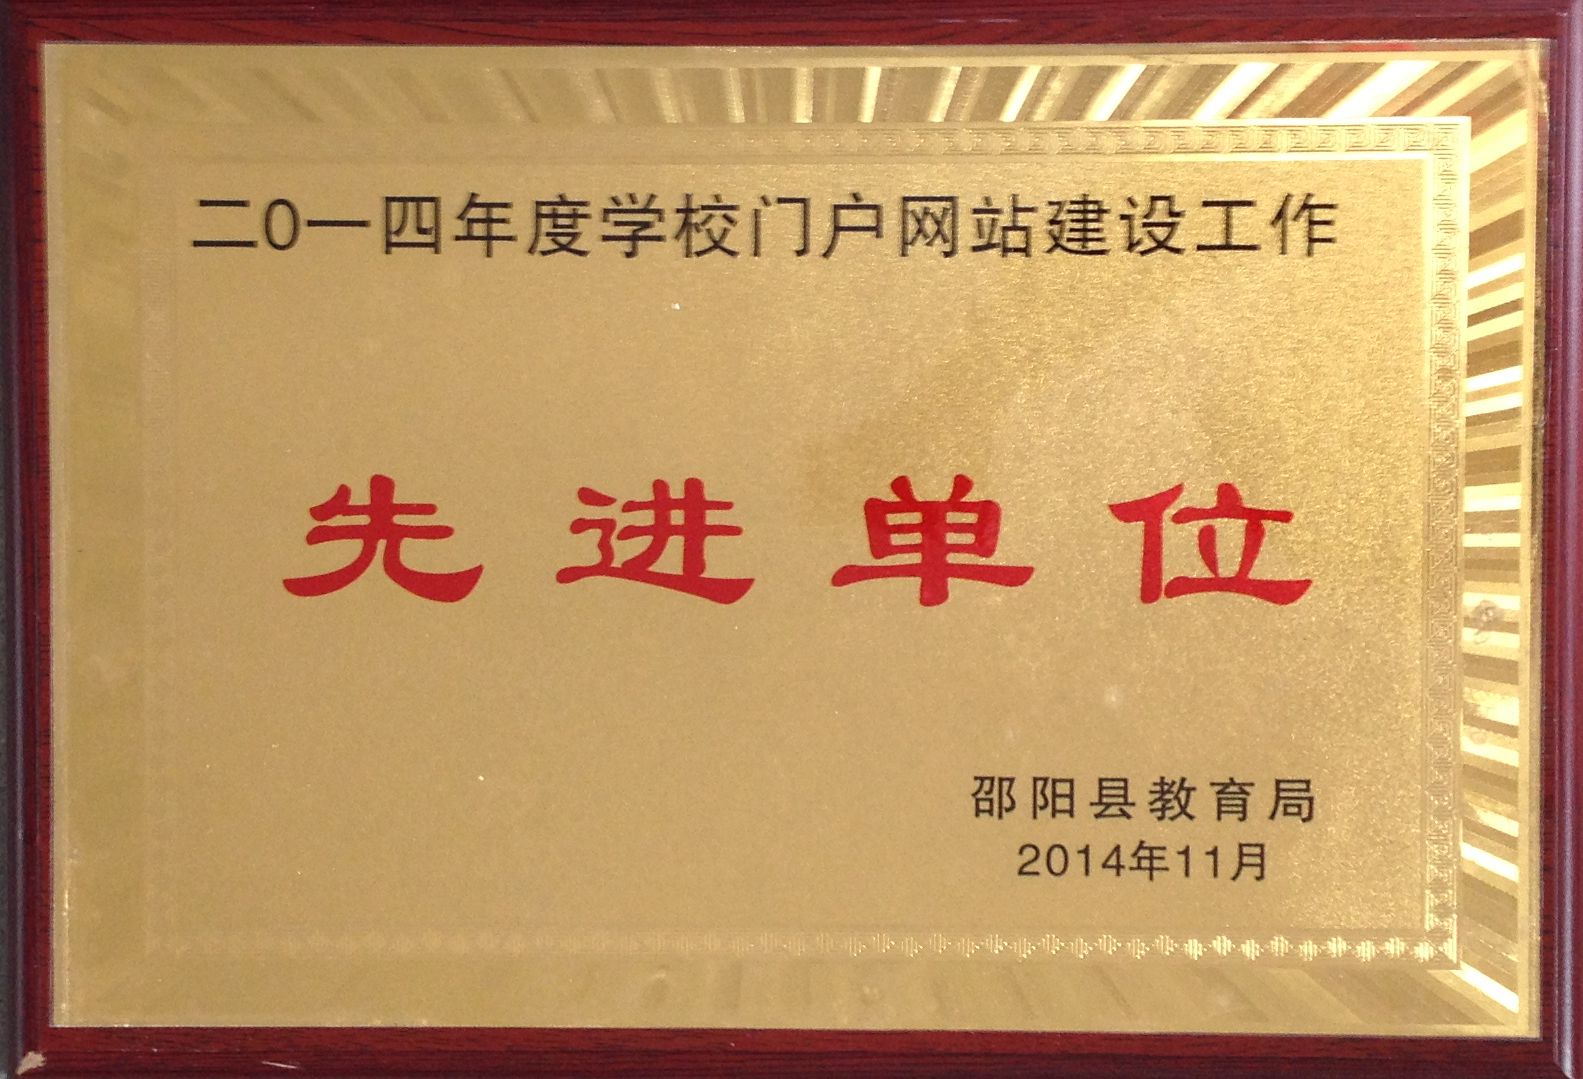 二0一四年度学校门户网站建设工作
先进单位
邵阳县教育局
2014年11月